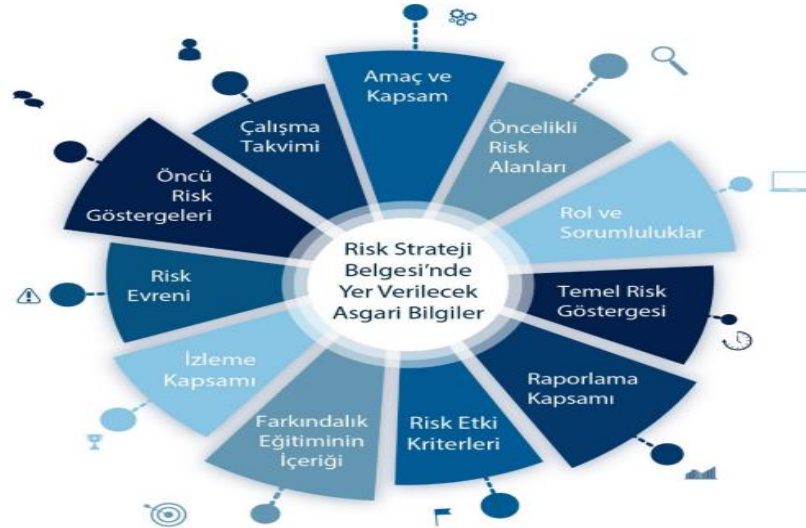 Risk Strateji
Belgesi'nde
Yer Verilecek
Asgari Bilgiler
Amaç ve
Kapsam
Öncelikli
Risk
Alanları
Rol ve
Sorumluluklar
Temel Risk
Göstergesi
Raporlama
Kapsamı
Risk Etki
Kriterleri
Farkındalık
Eğitiminin
İçeriği
İzleme
Kapsamı
Risk
Evreni
Öncü
Risk
Göstergeleri
Çalışma
Takvimi